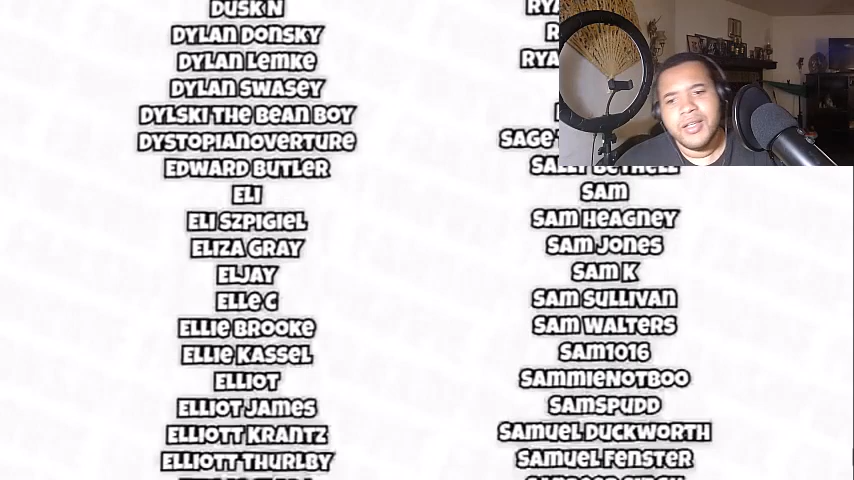 DUSK N
DYLAN DONSKY
DYLAN LEMKE
DYLAN SWASEY
DYLSKI THE BEAN BOY
DYSTOPIANOVERTURE
EDWARD BUTLER
ELI
ELI SZPIGIEL
ELIZA GRAY
ELJAY
ELLE C
ELLIE BROOKE
ELLIE KASSEL
ELLIOT
ELLIOT JAMES
ELLIOTT KRANTZ
ELLIOTT THURLBY
SAM
SAM HEAGNEY
SAM JONES
SAM K
SAM SULLIVAN
SAM WALTERS
SAM1016
SAMMIENOTBOO
SAMSPUDD
SAMUEL DUCKWORTH
SAMUEL FENSTER